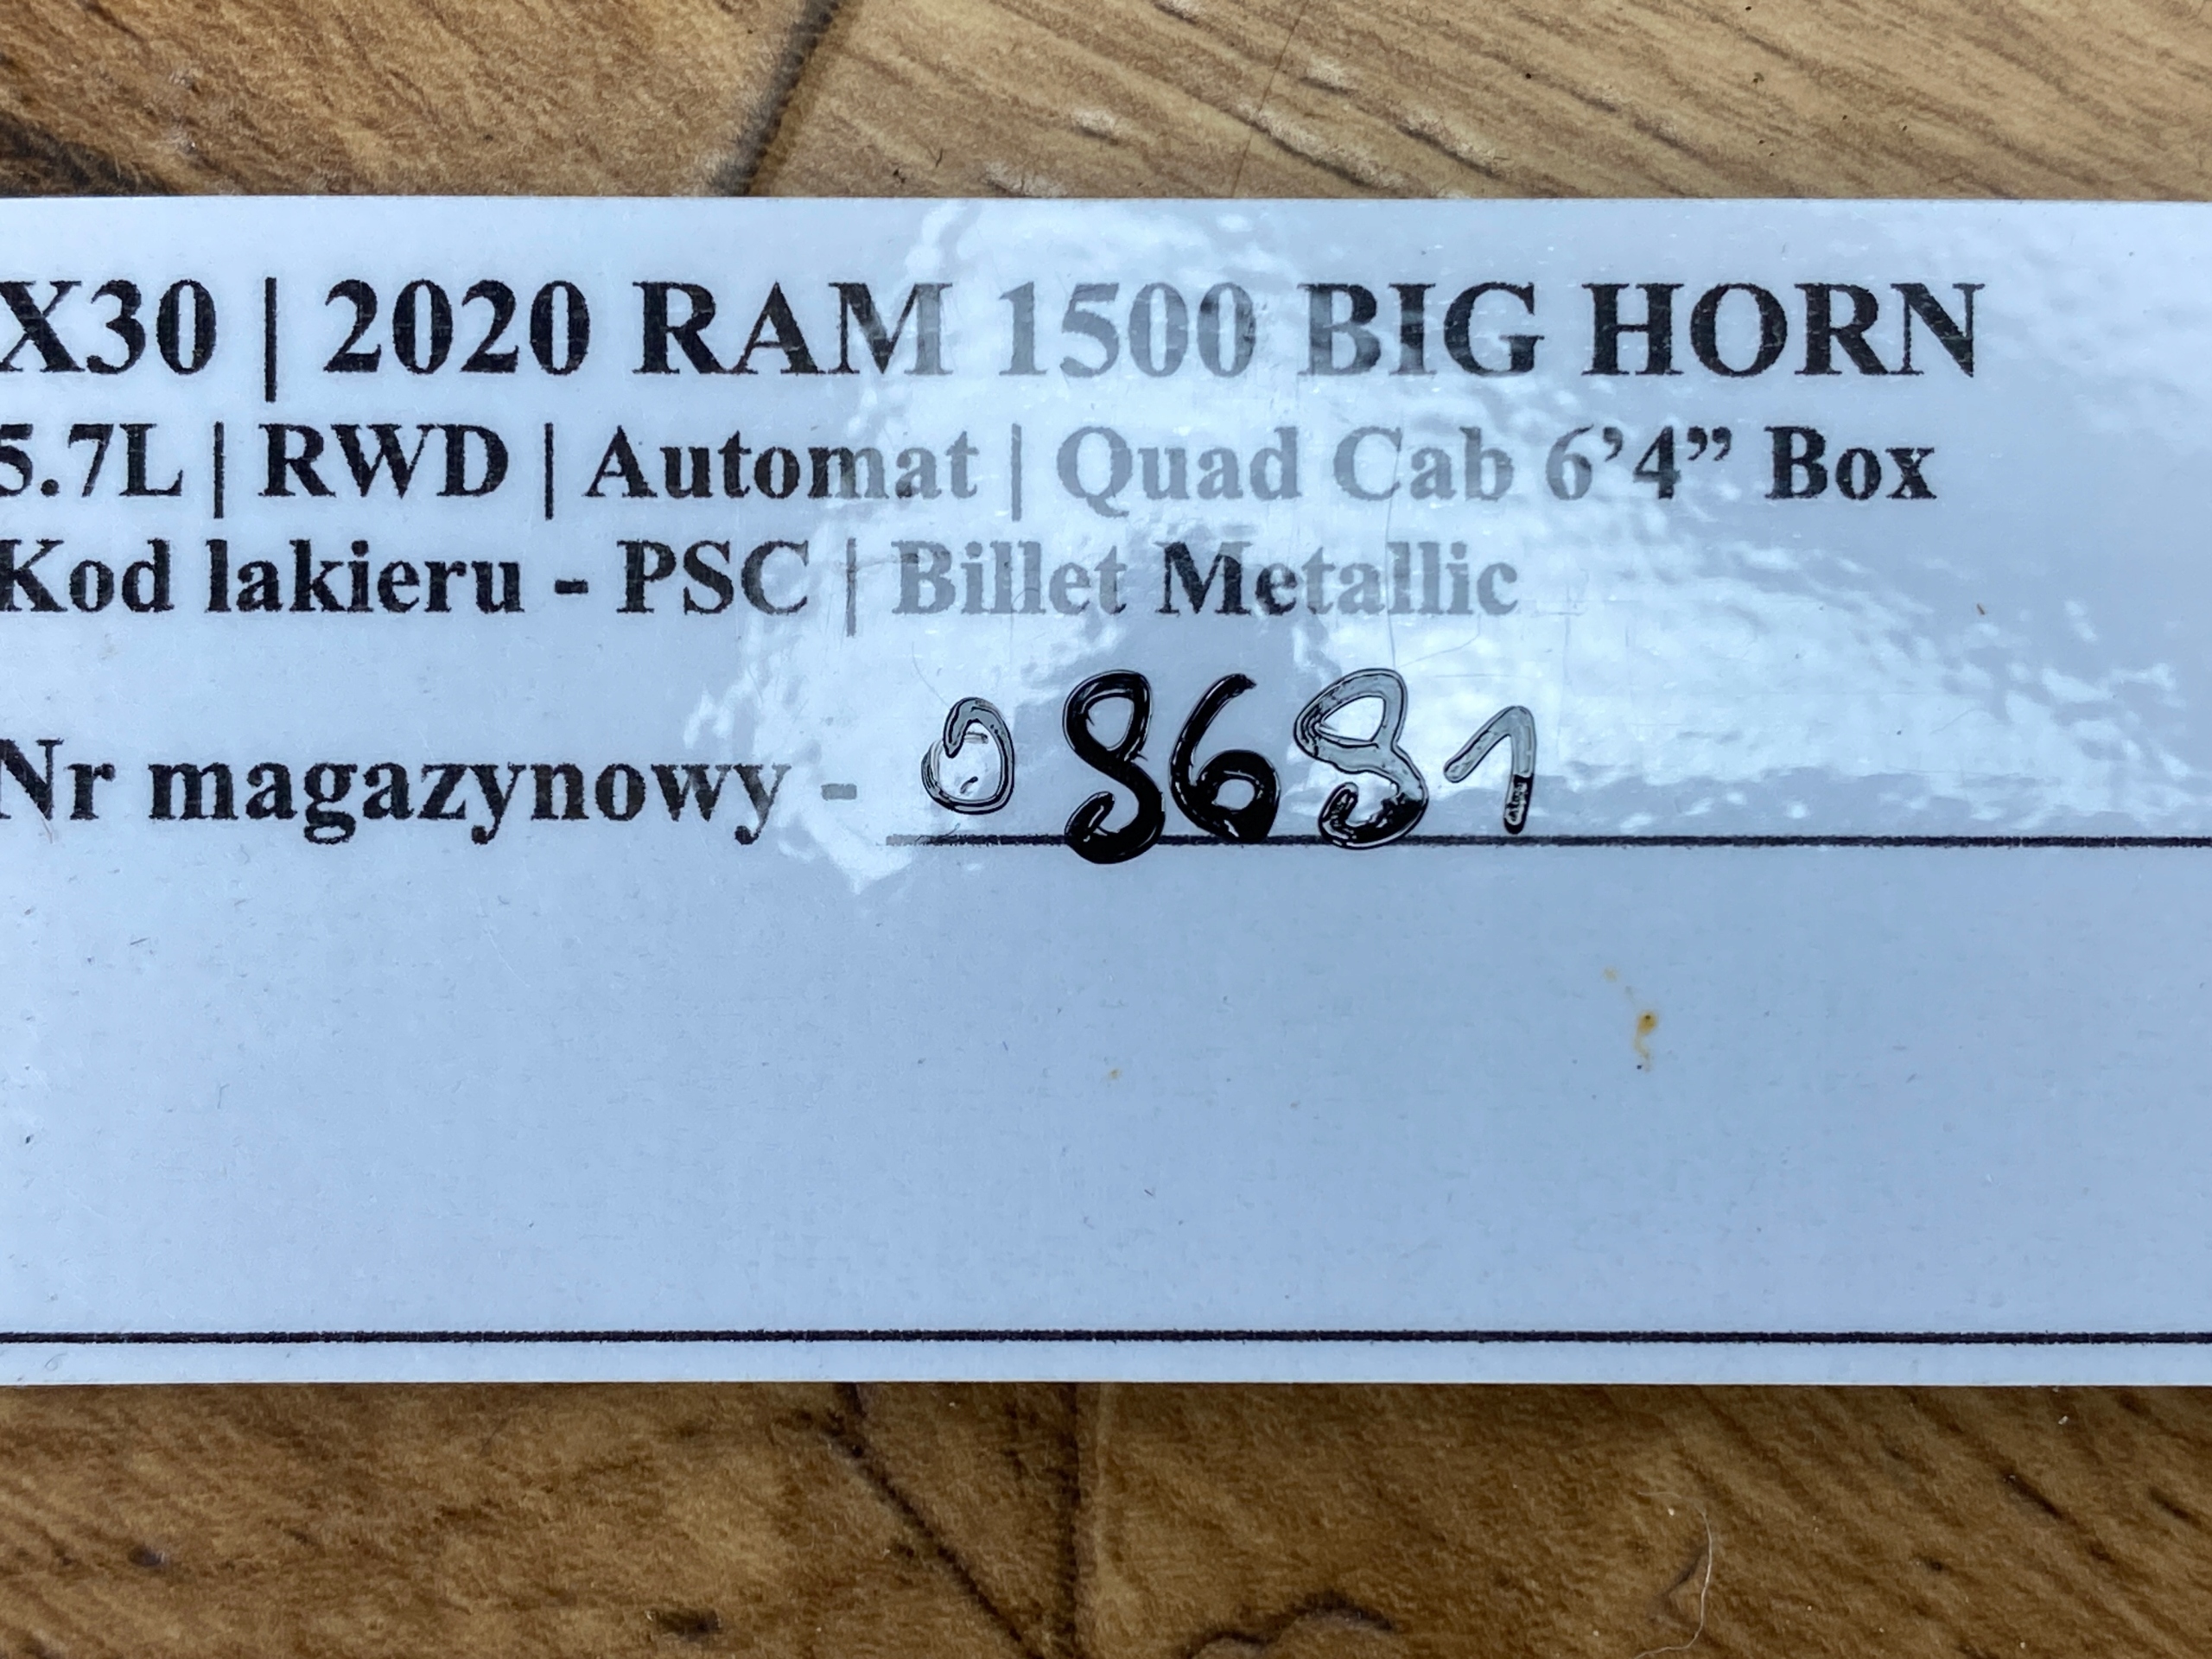 X30 | 2020 RAM 1500 BIG HORN
5.7L | RWD | Automat | Quad Cab 6’4” Box
Kod lakieru - PSC | Billet Metallic
Nr magazynowy - 08681